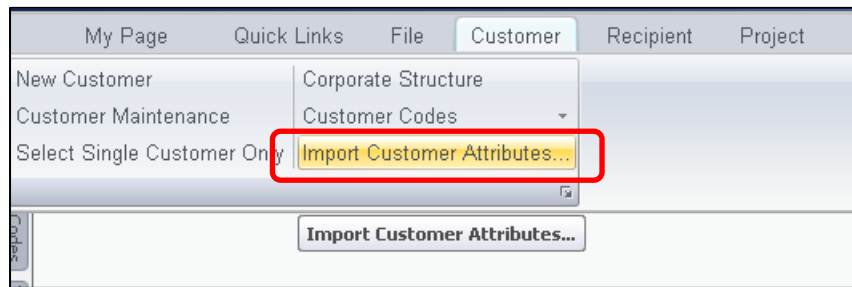 My Page Quick Links File Customer Recipient Project
New Customer Corporate Structure
Customer Maintenance Customer Codes
Select Single Customer Only Import Customer Attributes...
Codes
Import Customer Attributes...